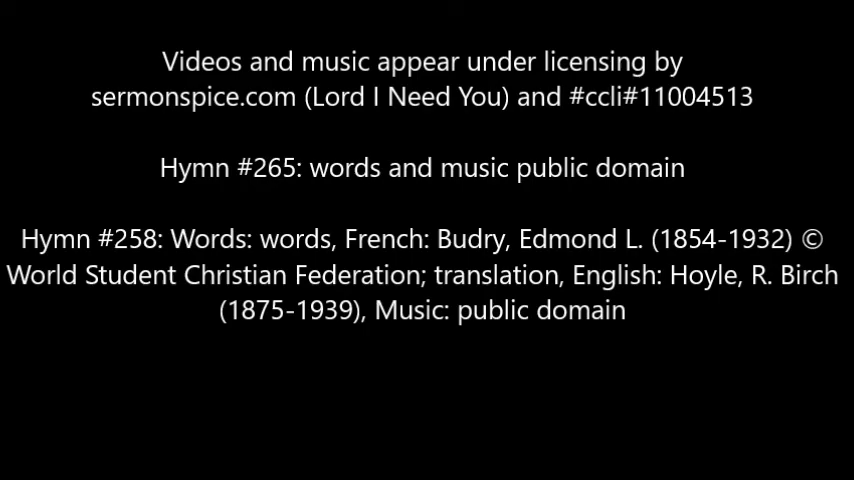 Videos and music appear under licensing by
sermonspice.com (Lord I Need You) and #ccli#11004513
Hymn #265: words and music public domain
Hymn #258: Words: words, French: Budry, Edmond L. (1854-1932) ©
World Student Christian Federation; translation, English: Hoyle, R. Birch
(1875-1939), Music: public domain